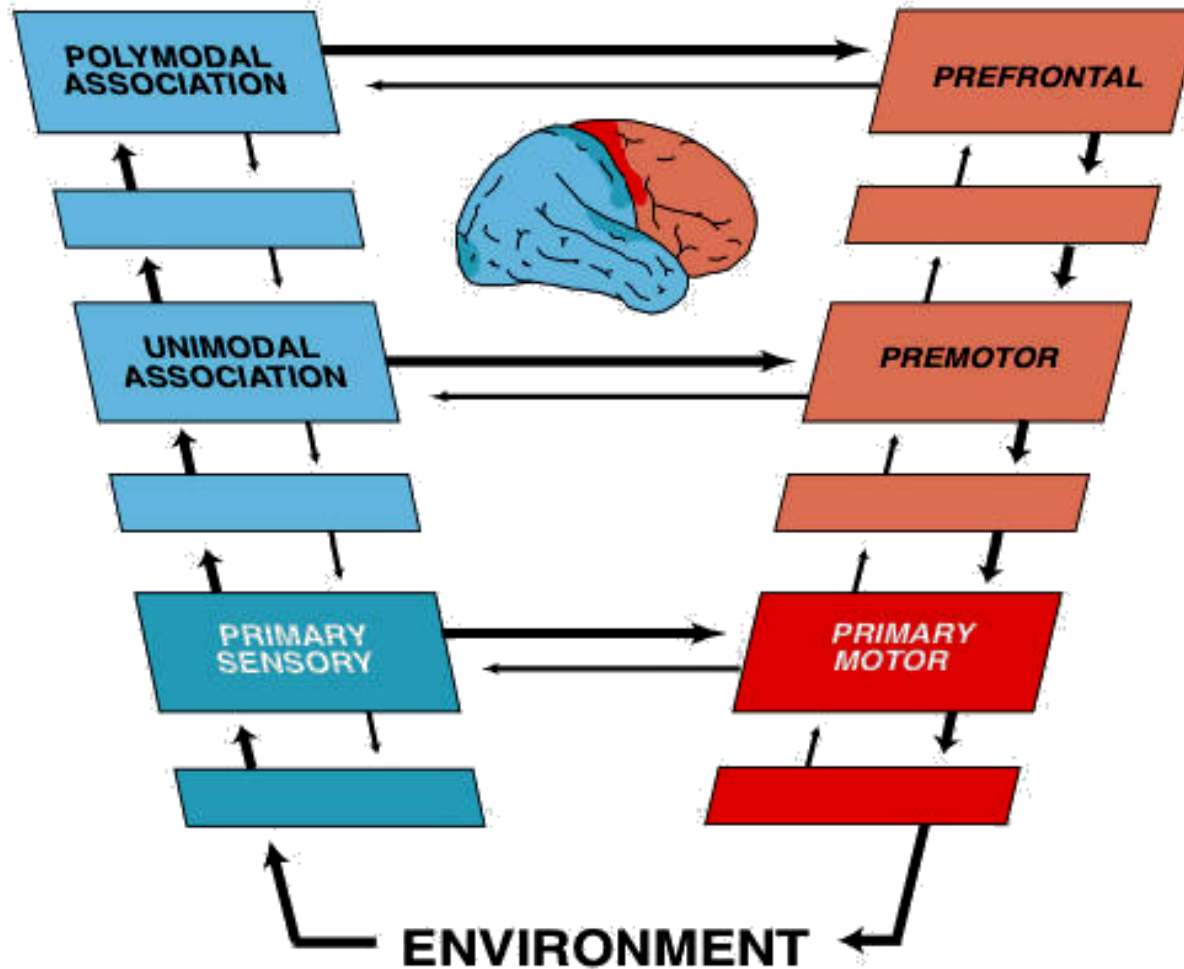 POLYMODAL
ASSOCIATION
PREFRONTAL
UNIMODAL
ASSOCIATION
PREMOTOR
PRIMARY
SENSORY
PRIMARY
MOTOR
ENVIRONMENT